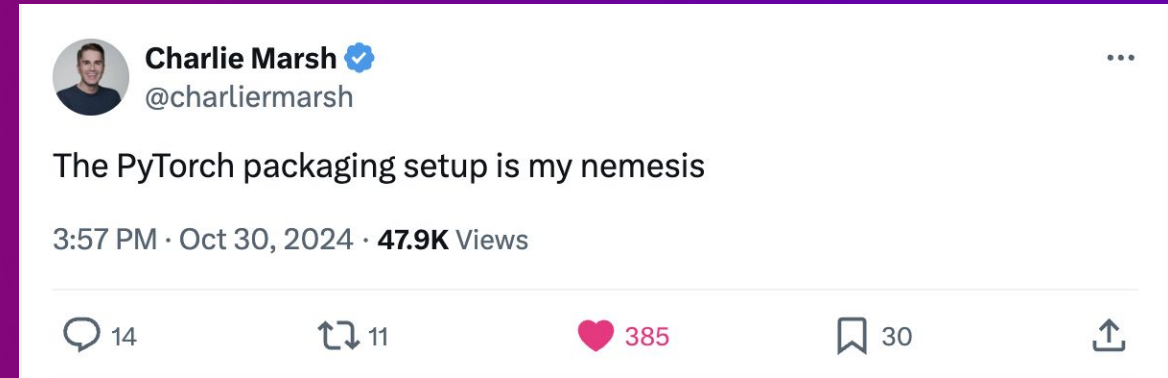 Charlie Marsh
@charliermarsh
The PyTorch packaging setup is my nemesis
3:57 PM · Oct 30, 2024 · 47.9K Views
14 11 385 30